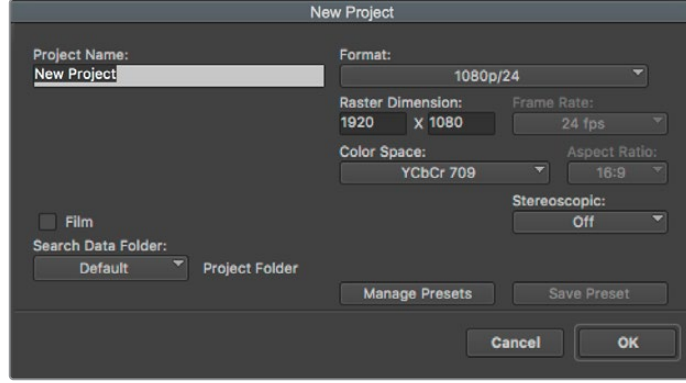 New Project
Project Name:
New Project
Format:
1080p/24
Raster Dimension:
Frame Rate:
1920 X 1080
24 fps
Color Space:
Aspect Ratio:
YCbCr 709
16:9
Stereoscopic:
Off
Film
Search Data Folder:
Default
Project Folder
Manage Presets
Save Preset
Cancel
OK